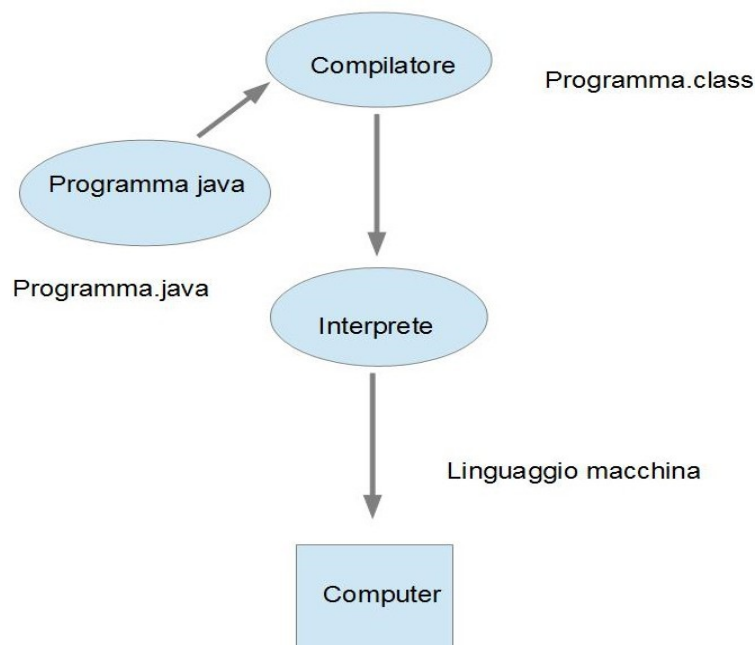 Compilatore
Programma.class
Programma java
Programma.java
Interprete
Linguaggio macchina
Computer